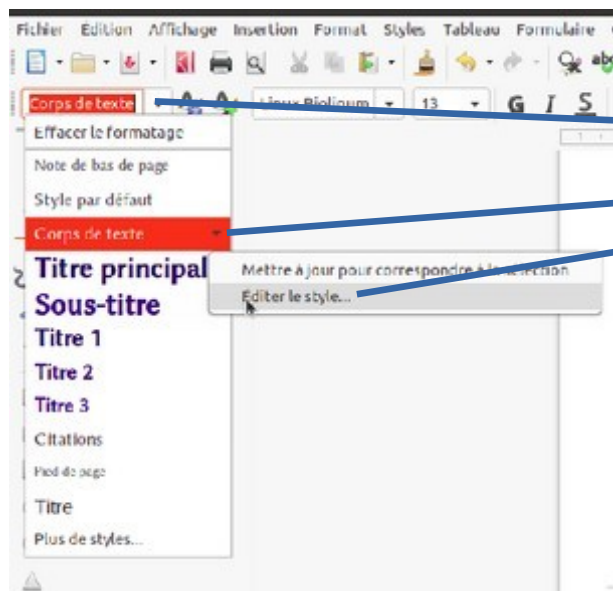 Fichier Édition Affichage Insertion Format Styles Tableau Formulaire
Corps de texte Linux Biolinum 13 G I S
Effacer le formatage
Note de bas de page
Style par défaut
Corps de texte
Titre principal
Mettre à jour pour correspondre à la sélection
Sous-titre
Éditer le style...
Titre 1
Titre 2
Titre 3
Citations
Pied de page
Titre
Plus de styles...